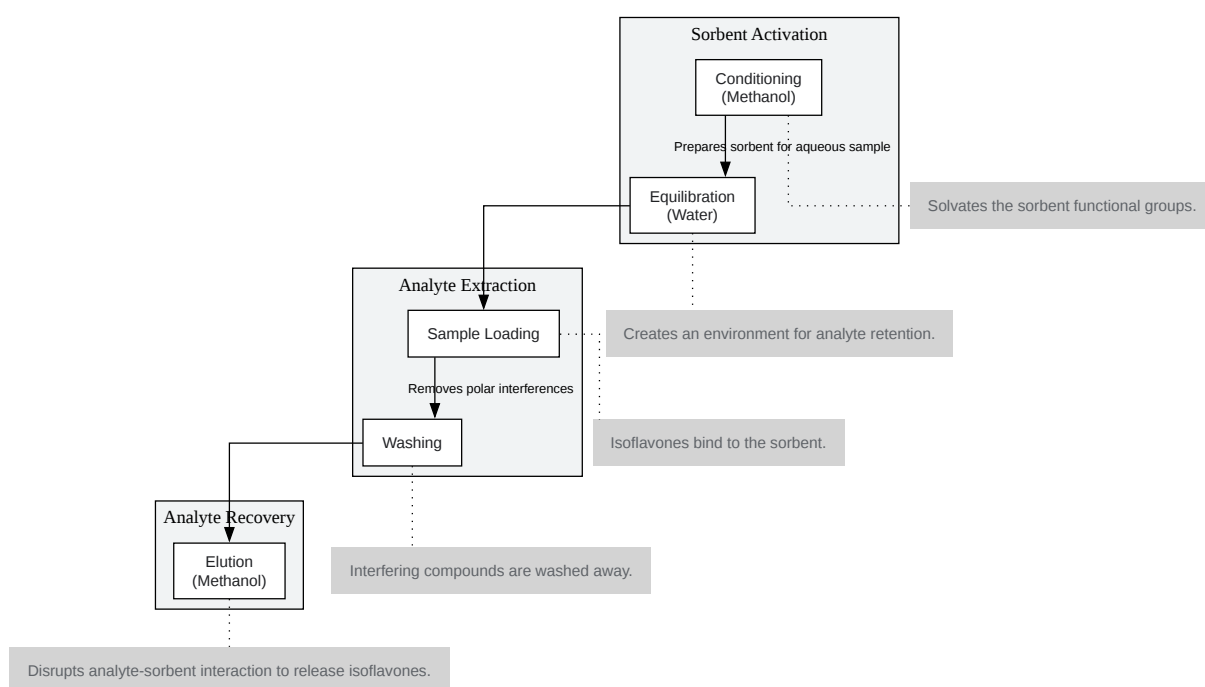 Sorbent Activation
Conditioning
(Methanol)
Prepares sorbent for aqueous sample
Equilibration
(Water)
Solvates the sorbent functional groups.
Analyte Extraction
Sample Loading
Creates an environment for analyte retention.
Removes polar interferences
Washing
Isoflavones bind to the sorbent.
Analyte Recovery
Elution
(Methanol)
Interfering compounds are washed away.
Disrupts analyte-sorbent interaction to release isoflavones.